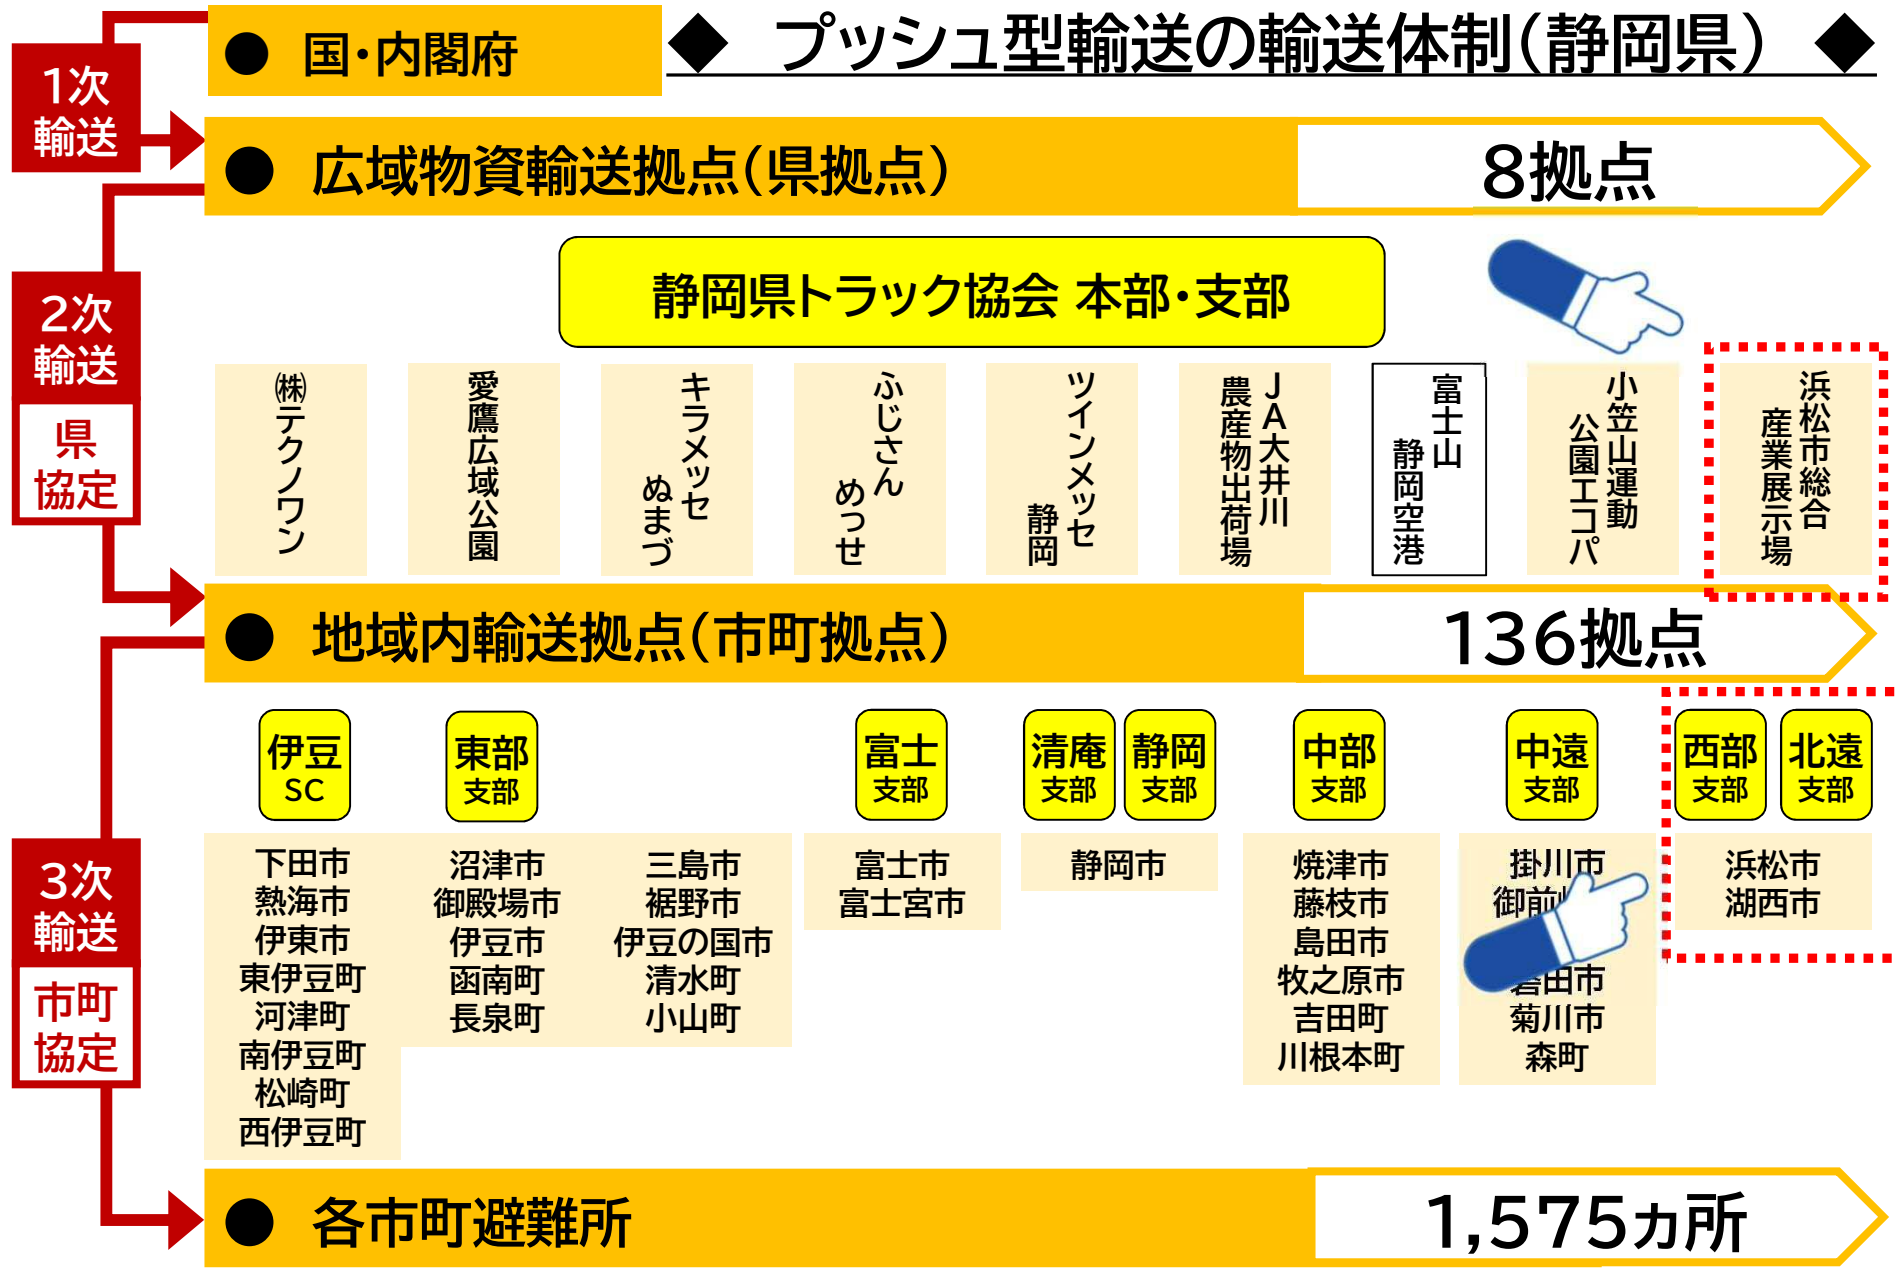 ◆ プッシュ型輸送の輸送体制(静岡県) ◆
● 国・内閣府
1次
輸送
● 広域物資輸送拠点(県拠点)
8拠点
2次
輸送
県
協定
静岡県トラック協会 本部・支部
㈱テクノワン
愛鷹広域公園
キラメッセ
ぬまづ
ふじさん
めっせ
ツインメッセ
静岡
JA大井川
農産物出荷場
富士山
静岡空港
小笠山運動
公園エコパ
浜松市総合
産業展示場
● 地域内輸送拠点(市町拠点)
136拠点
3次
輸送
市町
協定
伊豆
SC
下田市
熱海市
伊東市
東伊豆町
河津町
南伊豆町
松崎町
西伊豆町
東部
支部
沼津市
御殿場市
伊豆市
函南町
長泉町
三島市
裾野市
伊豆の国市
清水町
小山町
富士
支部
富士市
富士宮市
清庵
支部
静岡
支部
静岡市
中部
支部
焼津市
藤枝市
島田市
牧之原市
吉田町
川根本町
中遠
支部
掛川市
御前
磐田市
菊川市
森町
西部
支部
北遠
支部
浜松市
湖西市
● 各市町避難所
1,575ヵ所